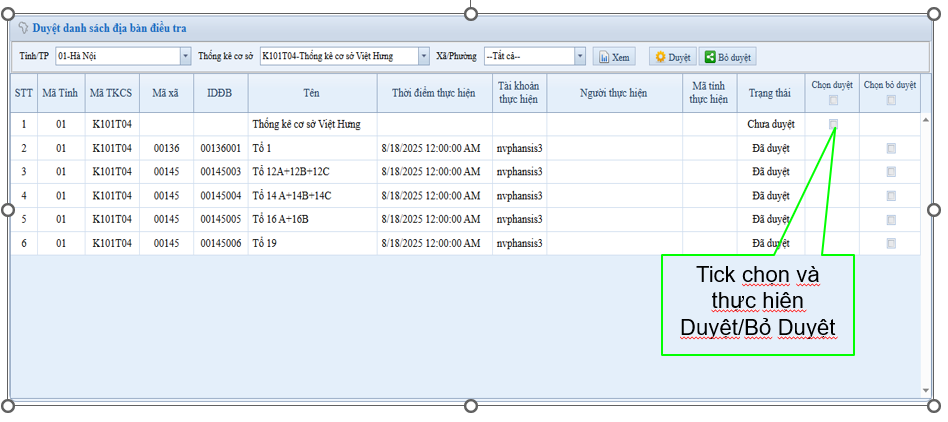 Duyệt danh sách địa bàn điều tra
Tỉnh/TP 01-Hà Nội Thống kê cơ sở K101T04-Thống kê cơ sở Việt Hưng Xã/Phường --Tất cả-- Xem Duyệt Bỏ duyệt
STT Mã Tỉnh Mã TKCS Mã xã IDĐB Tên Thời điểm thực hiện Tài khoản thực hiện Người thực hiện Mã tỉnh thực hiện Trạng thái Chọn duyệt Chọn bỏ duyệt
1 01 K101T04 Thống kê cơ sở Việt Hưng Chưa duyệt
2 01 K101T04 00136 00136001 Tổ 1 8/18/2025 12:00:00 AM nvphansis3 Đã duyệt
3 01 K101T04 00145 00145003 Tổ 12A+12B+12C 8/18/2025 12:00:00 AM nvphansis3 Đã duyệt
4 01 K101T04 00145 00145004 Tổ 14 A+14B+14C 8/18/2025 12:00:00 AM nvphansis3 Đã duyệt
5 01 K101T04 00145 00145005 Tổ 16 A+16B 8/18/2025 12:00:00 AM nvphansis3 Đã duyệt
6 01 K101T04 00145 00145006 Tổ 19 8/18/2025 12:00:00 AM nvphansis3 Đã duyệt
Tick chọn và
thực hiện
Duyệt/Bỏ Duyệt